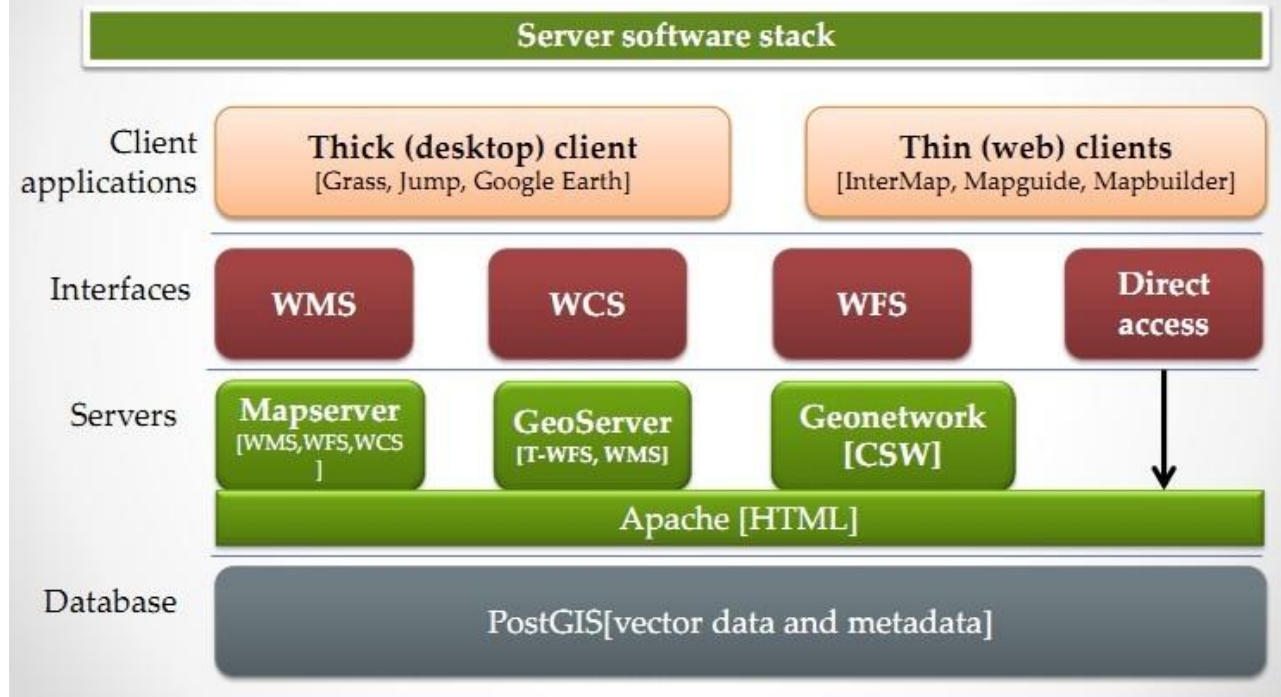 Server software stack
Client
applications
Thick (desktop) client
[Grass, Jump, Google Earth]
Thin (web) clients
[InterMap, Mapguide, Mapbuilder]
Interfaces
WMS
WCS
WFS
Direct
access
Servers
Mapserver
[WMS,WFS,WCS
]
GeoServer
[T-WFS, WMS]
Geonetwork
[CSW]
Apache [HTML]
Database
PostGIS[vector data and metadata]